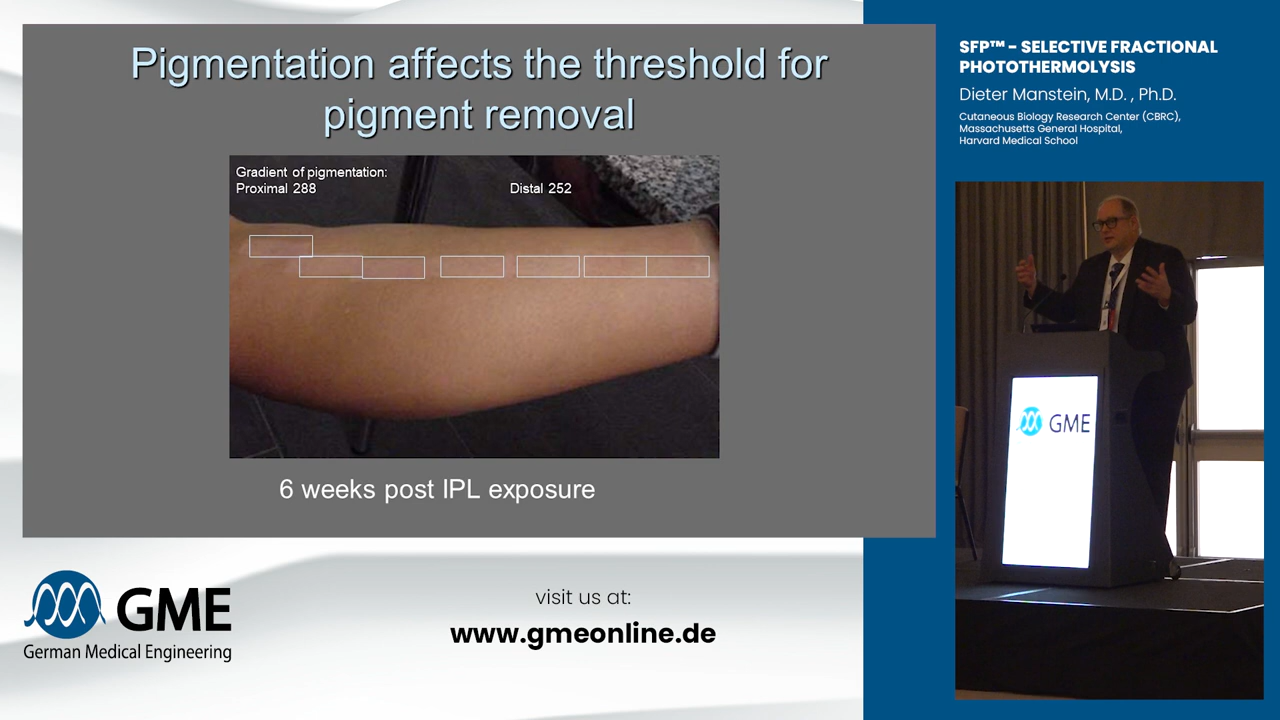 Pigmentation affects the threshold for
pigment removal
Gradient of pigmentation:
Proximal 288
Distal 252
6 weeks post IPL exposure
SFP™ - SELECTIVE FRACTIONAL
PHOTOTHERMOLYSIS
Dieter Manstein, M.D. , Ph.D.
Cutaneous Biology Research Center (CBRC),
Massachusetts General Hospital,
Harvard Medical School
GME
GME
German Medical Engineering
visit us at:
www.gmeonline.de